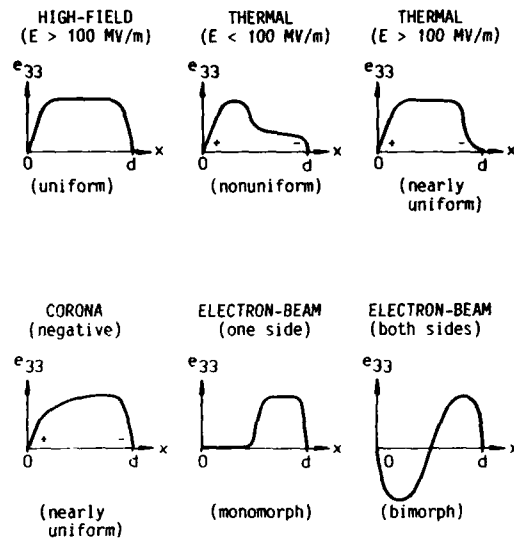 HIGH-FIELD
(E > 100 MV/m)
THERMAL
(E < 100 MV/m)
THERMAL
(E > 100 MV/m)
e33
0
d
x
(uniform)
e33
+
-
0
d
x
(nonuniform)
e33
+
-
0
d
x
(nearly
uniform)
CORONA
(negative)
ELECTRON-BEAM
(one side)
ELECTRON-BEAM
(both sides)
e33
+
-
0
d
x
(nearly
uniform)
e33
0
d
x
(monomorph)
e33
0
d
x
(bimorph)